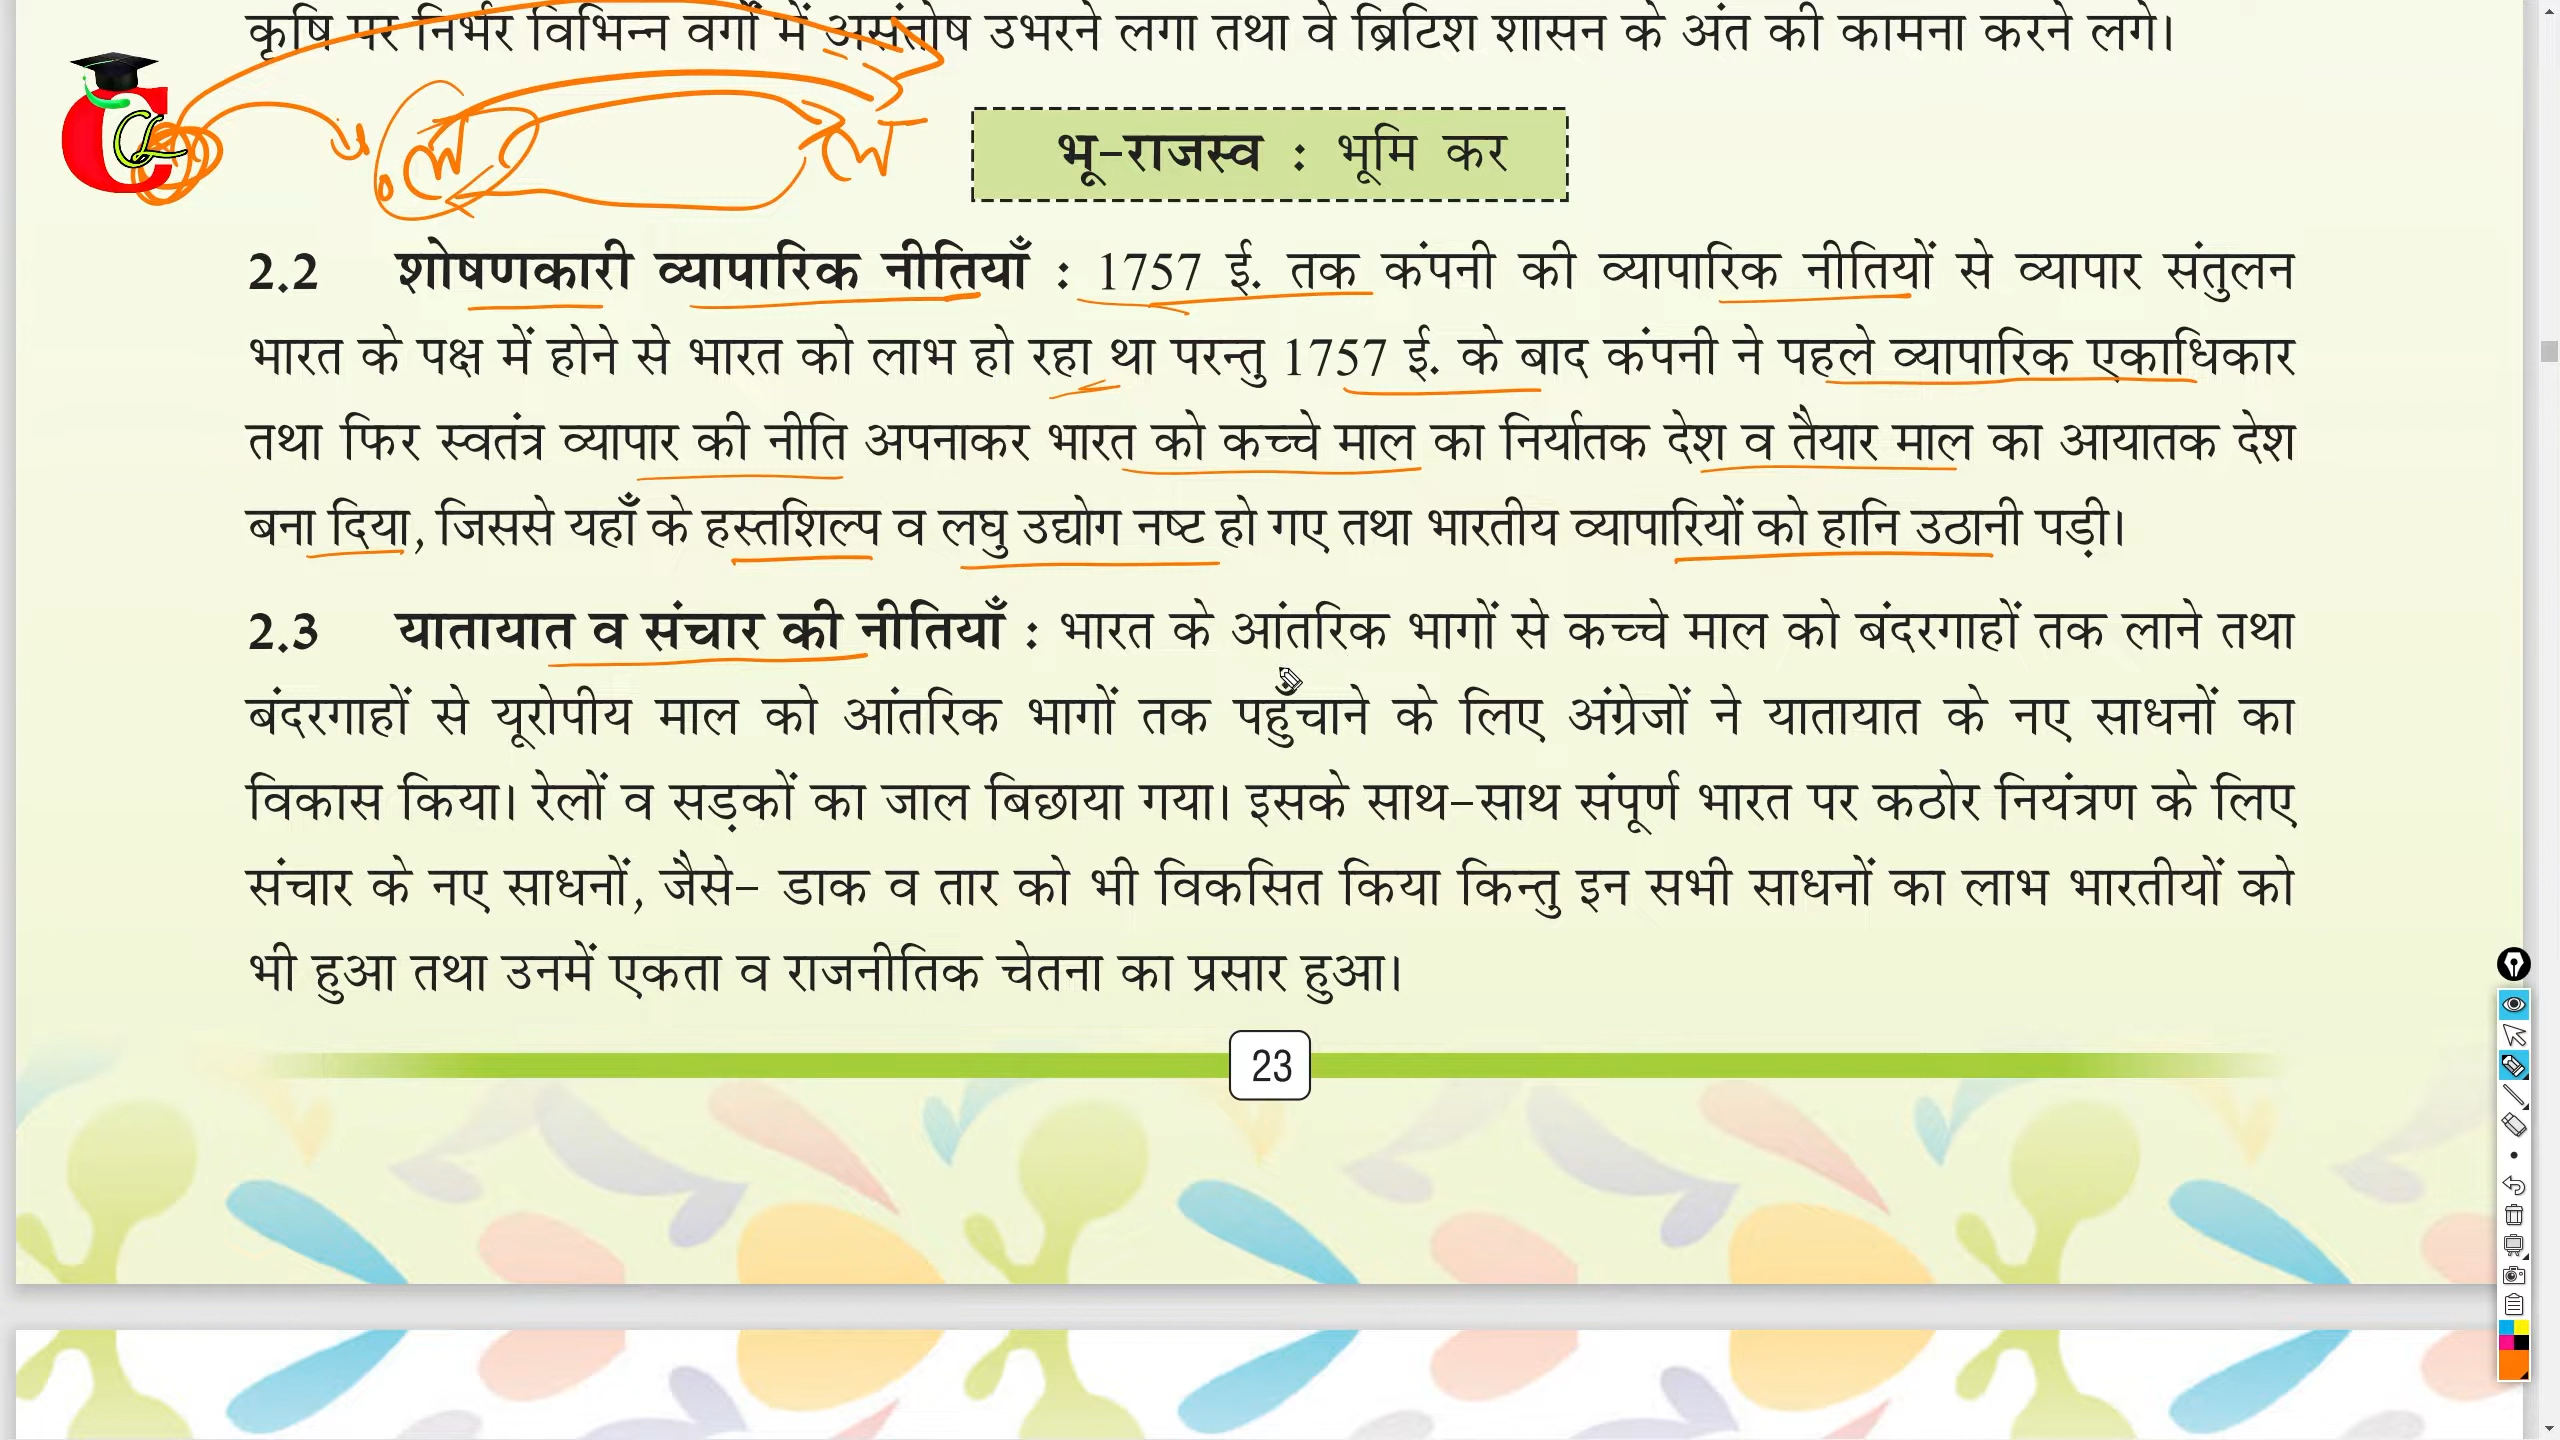 कृषि पर निर्भर विभिन्न वर्गों में असंतोष उभरने लगा तथा वे ब्रिटिश शासन के अंत की कामना करने लगे।
भू-राजस्व : भूमि कर
2.2 शोषणकारी व्यापारिक नीतियाँ : 1757 ई. तक कंपनी की व्यापारिक नीतियों से व्यापार संतुलन
भारत के पक्ष में होने से भारत को लाभ हो रहा था परन्तु 1757 ई. के बाद कंपनी ने पहले व्यापारिक एकाधिकार
तथा फिर स्वतंत्र व्यापार की नीति अपनाकर भारत को कच्चे माल का निर्यातक देश व तैयार माल का आयातक देश
बना दिया, जिससे यहाँ के हस्तशिल्प व लघु उद्योग नष्ट हो गए तथा भारतीय व्यापारियों को हानि उठानी पड़ी।
2.3 यातायात व संचार की नीतियाँ : भारत के आंतरिक भागों से कच्चे माल को बंदरगाहों तक लाने तथा
बंदरगाहों से यूरोपीय माल को आंतरिक भागों तक पहुँचाने के लिए अंग्रेजों ने यातायात के नए साधनों का
विकास किया। रेलों व सड़कों का जाल बिछाया गया। इसके साथ-साथ संपूर्ण भारत पर कठोर नियंत्रण के लिए
संचार के नए साधनों, जैसे- डाक व तार को भी विकसित किया किन्तु इन सभी साधनों का लाभ भारतीयों को
भी हुआ तथा उनमें एकता व राजनीतिक चेतना का प्रसार हुआ।
23